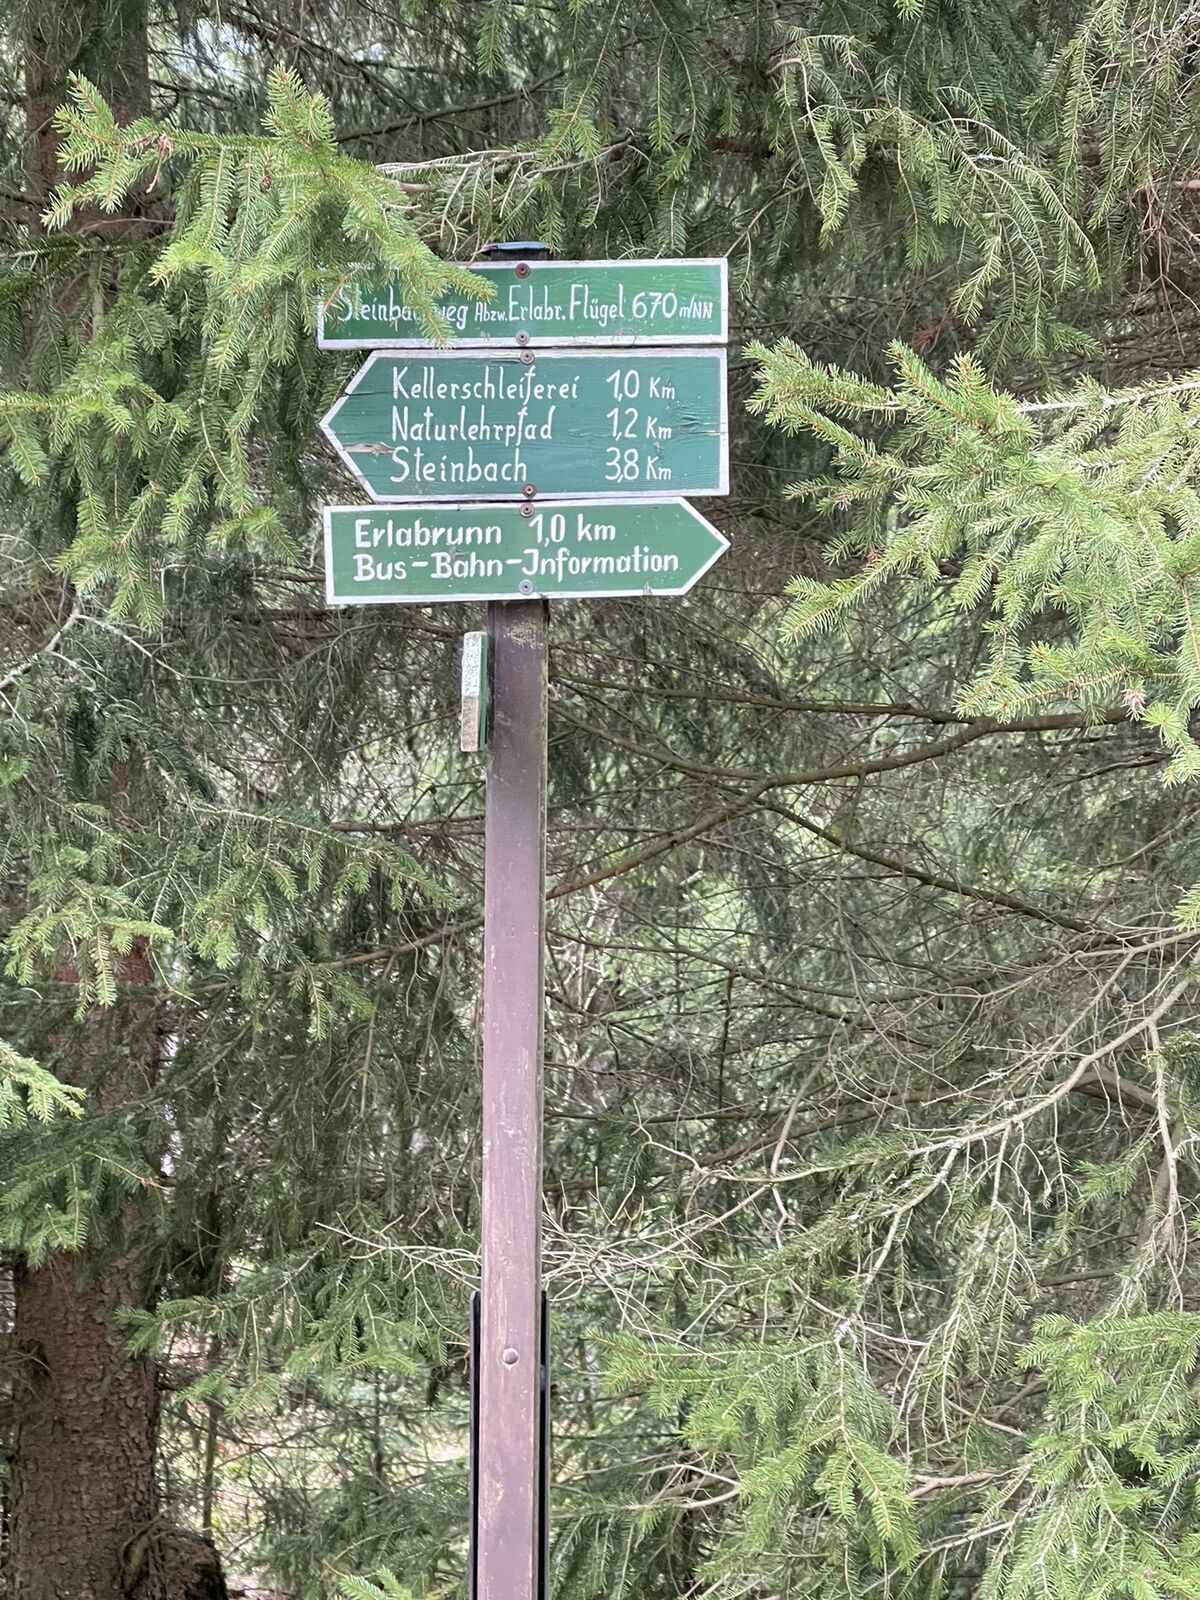 Steinbachweg Abzw. Erlabr. Flügel 670 m/NN
Kellerschleiferei 1,0 Km
Naturlehrpfad 1,2 Km
Steinbach 3,8 Km
Erlabrunn 1,0 km
Bus-Bahn-Information